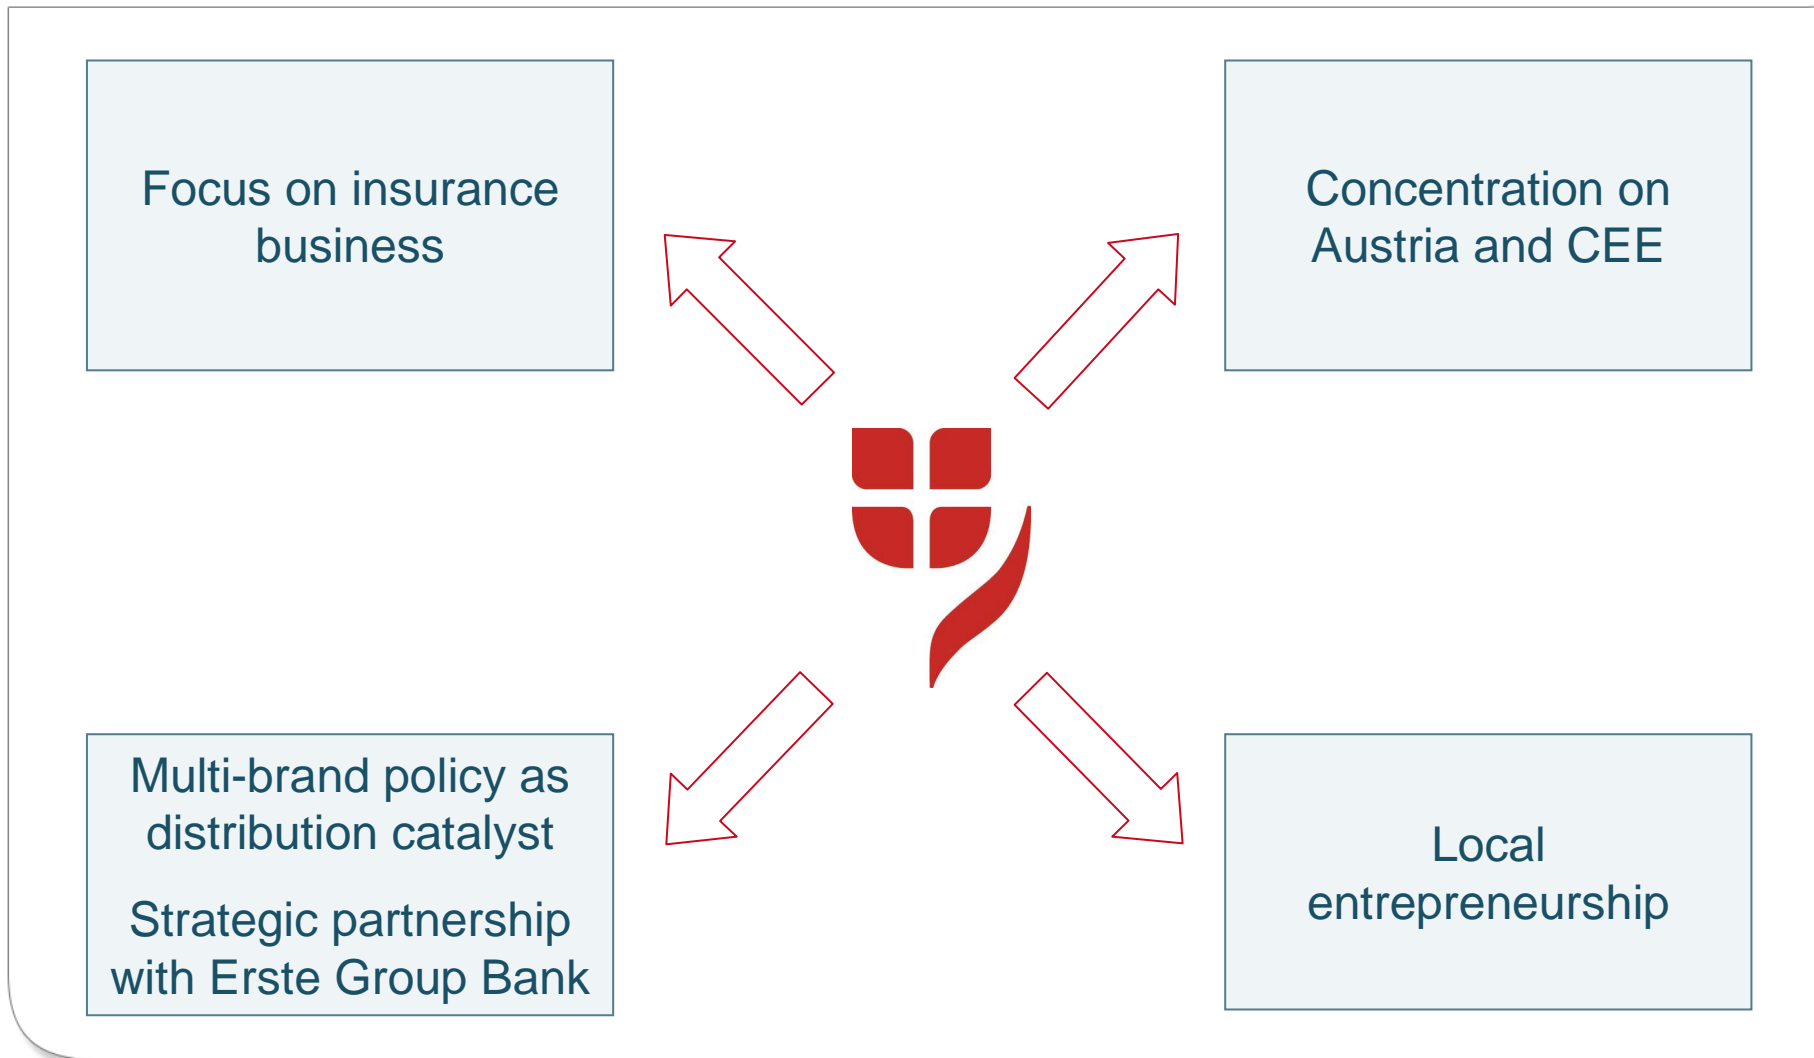 Focus on insurance
business
Concentration on
Austria and CEE
Multi-brand policy as
distribution catalyst
Strategic partnership
with Erste Group Bank
Local
entrepreneurship